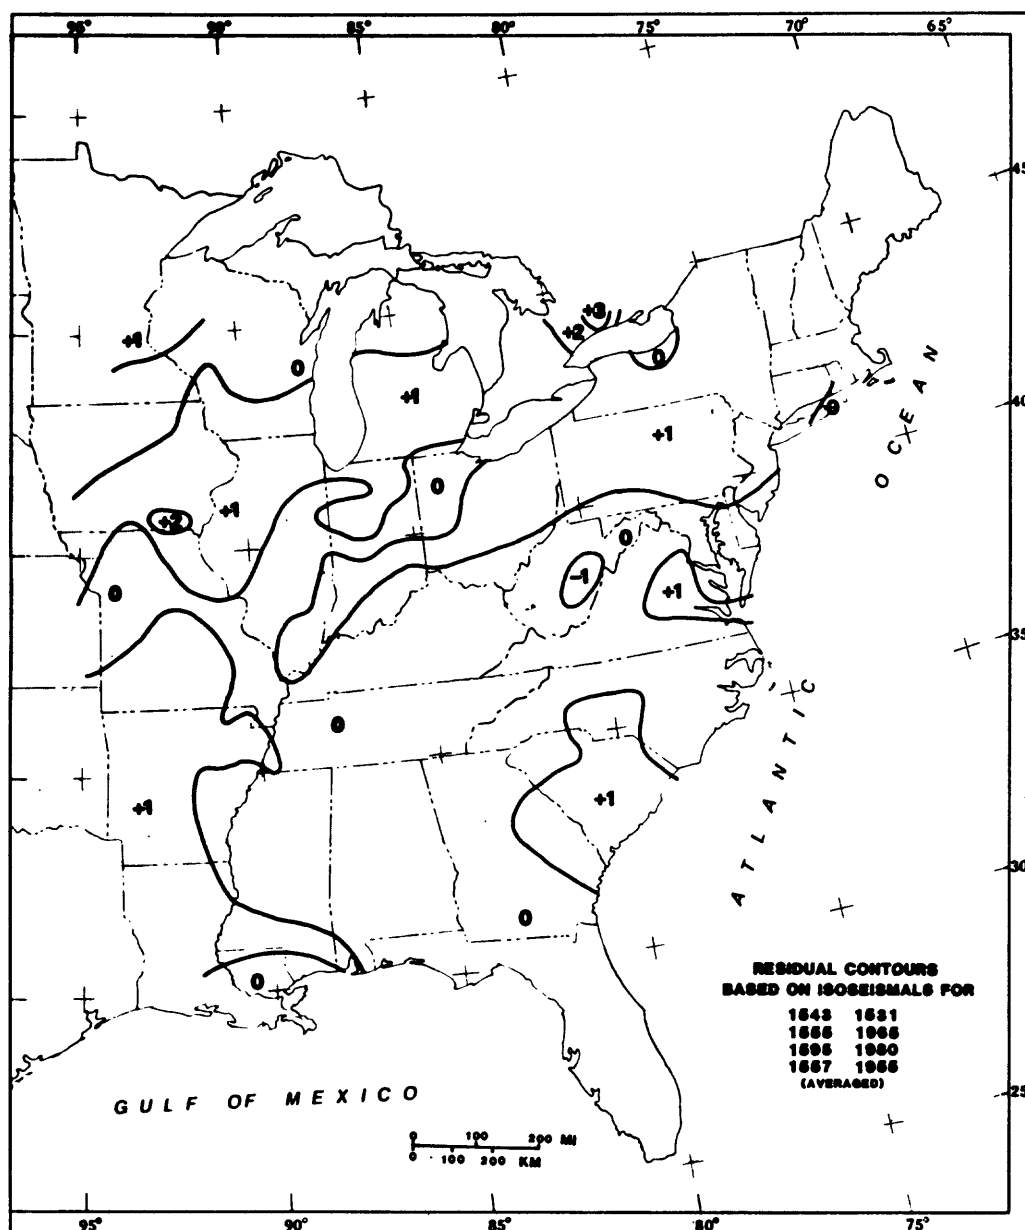 95° 90° 85° 80° 75° 70° 65°
45
+3
+1 +2
0 0
+1 40
0
+1
0
+2 +1
0
-1
0 +1
35
0
+1 +1
30
0
0
OCEAN
ATLANTIC
RESIDUAL CONTOURS
BASED ON ISOSEISMALS FOR
(AVERAGED)
25
GULF OF MEXICO
0 100 200 MI
0 100 200 KM
95° 90° 85° 80° 75°